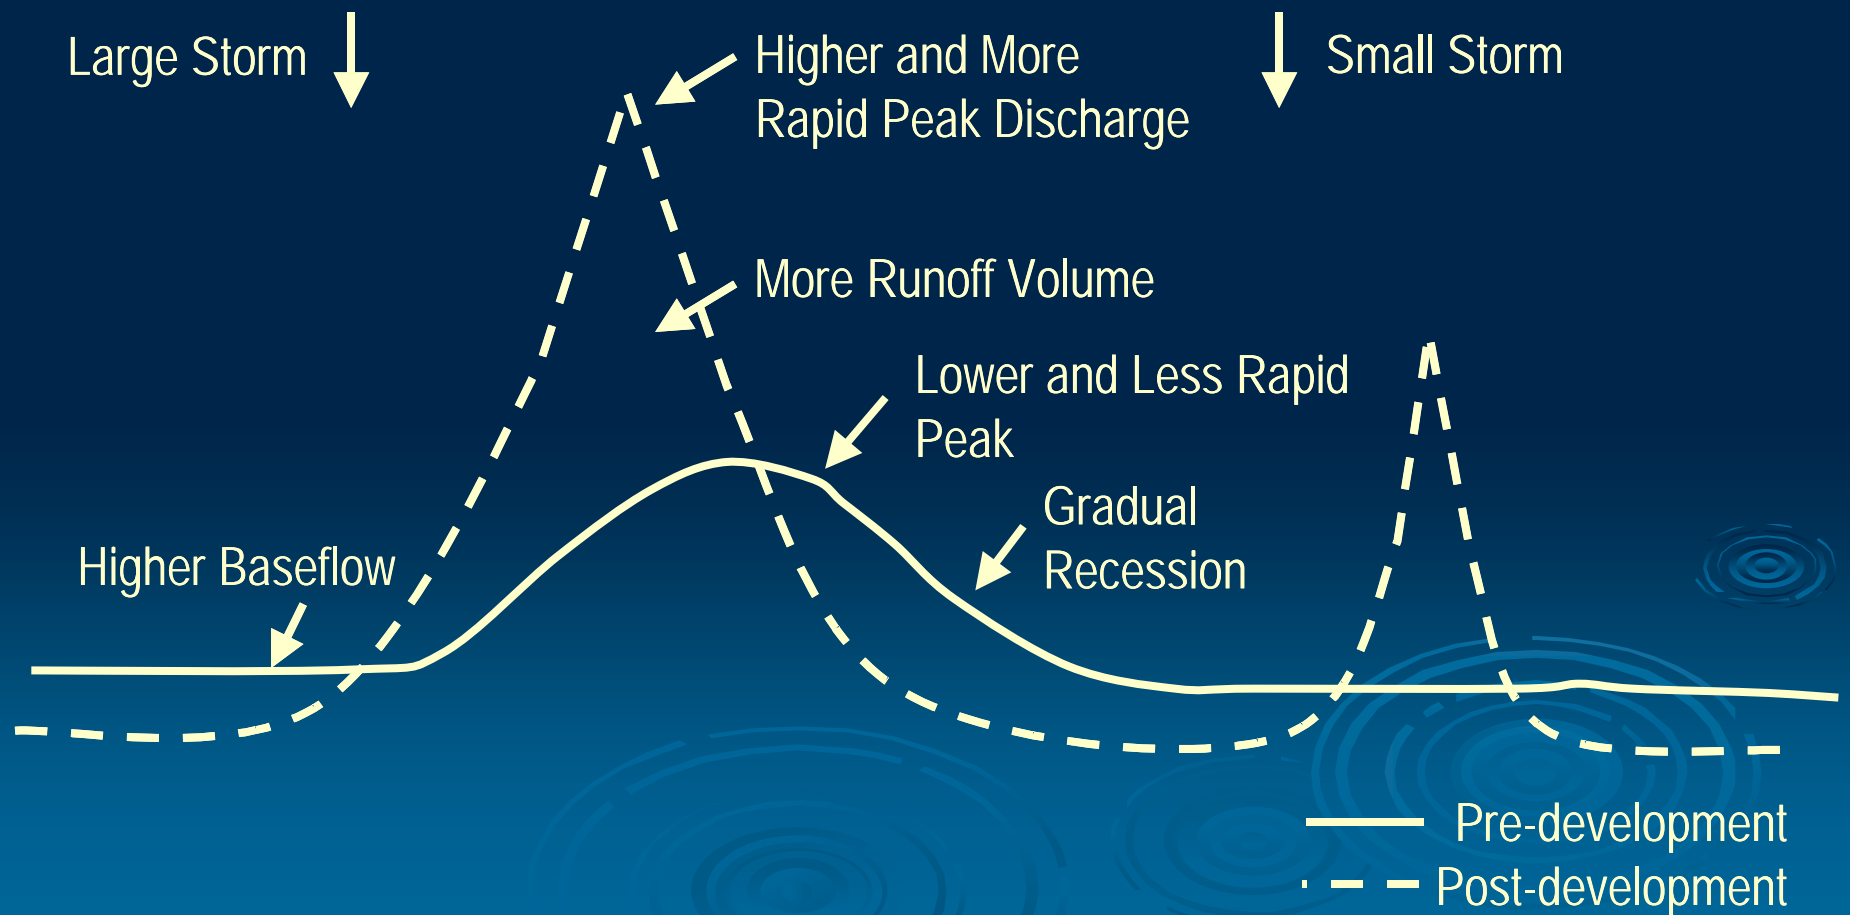 Large Storm
Higher and More
Rapid Peak Discharge
Small Storm
More Runoff Volume
Lower and Less Rapid
Peak
Gradual
Recession
Higher Baseflow
Pre-development
Post-development